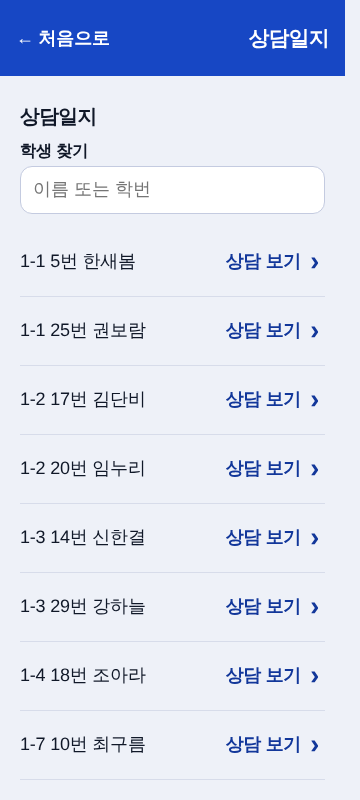 ← 처음으로 상담일지
상담일지
학생 찾기
이름 또는 학번
1-1 5번 한새봄 상담 보기 ›
1-1 25번 권보람 상담 보기 ›
1-2 17번 김단비 상담 보기 ›
1-2 20번 임누리 상담 보기 ›
1-3 14번 신한결 상담 보기 ›
1-3 29번 강하늘 상담 보기 ›
1-4 18번 조아라 상담 보기 ›
1-7 10번 최구름 상담 보기 ›